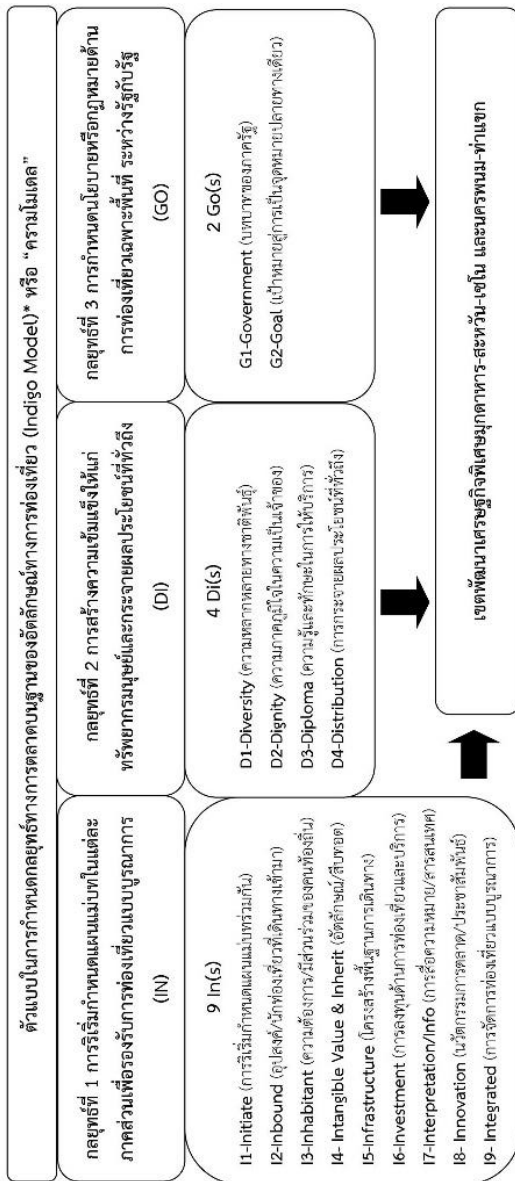 ตัวแบบในการกำหนดกลยุทธ์ทางการตลาดบนฐานของอัตลักษณ์ทางการท่องเที่ยว (Indigo Model)* หรือ “ครามโมเดล”
กลยุทธ์ที่ 1 การริเริ่มกำหนดแผนแม่บทในแต่ละ
ภาคส่วนเพื่อรองรับการท่องเที่ยวแบบบูรณาการ
(IN)
9 In(s)
I1-Initiate (การริเริ่มกำหนดแผนแม่บทร่วมกัน)
I2-Inbound (อุปสงค์/นักท่องเที่ยวที่เดินทางเข้ามา)
I3-Inhabitant (ความต้องการ/มีส่วนร่วมของคนท้องถิ่น)
I4- Intangible Value & Inherit (อัตลักษณ์/สืบทอด)
I5-Infrastructure (โครงสร้างพื้นฐานการเดินทาง)
I6-Investment (การลงทุนด้านการท่องเที่ยวและบริการ)
I7-Interpretation/Info (การสื่อความหมาย/สารสนเทศ)
I8- Innovation (นวัตกรรมการตลาด/ประชาสัมพันธ์)
I9- Integrated (การจัดการท่องเที่ยวแบบบูรณาการ)
กลยุทธ์ที่ 2 การสร้างความเข้มแข็งให้แก่
ทรัพยากรมนุษย์และกระจายผลประโยชน์ที่ทั่วถึง
(DI)
4 Di(s)
D1-Diversity (ความหลากหลายทางชาติพันธุ์)
D2-Dignity (ความภาคภูมิใจในความเป็นเจ้าของ)
D3-Diploma (ความรู้และทักษะในการให้บริการ)
D4-Distribution (การกระจายผลประโยชน์ที่ทั่วถึง)
กลยุทธ์ที่ 3 การกำหนดนโยบายหรือกฎหมายด้าน
การท่องเที่ยวเฉพาะพื้นที่ ระหว่างรัฐกับรัฐ
(GO)
2 Go(s)
G1-Government (บทบาทของภาครัฐ)
G2-Goal (เป้าหมายสู่การเป็นจุดหมายปลายทางเดียว)
เขตพัฒนาเศรษฐกิจพิเศษมุกดาหาร-สะหวัน-เซโน และนครพนม-ท่าแขก